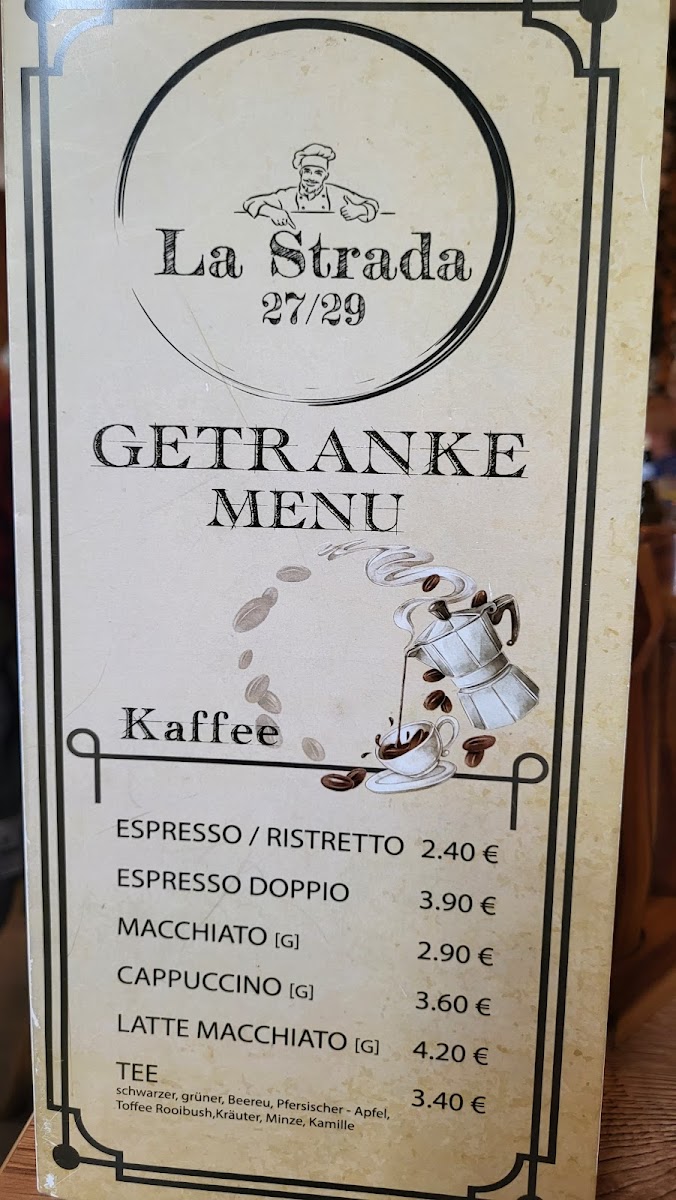 La Strada
27/29
GETRANKE
MENU
Kaffee
ESPRESSO / RISTRETTO 2.40 €
ESPRESSO DOPPIO 3.90 €
MACCHIATO [G] 2.90 €
CAPPUCCINO [G] 3.60 €
LATTE MACCHIATO [G] 4.20 €
TEE 3.40 €
schwarzer, grüner, Beereu, Pfersischer - Apfel,
Toffee Rooibush,Kräuter, Minze, Kamille